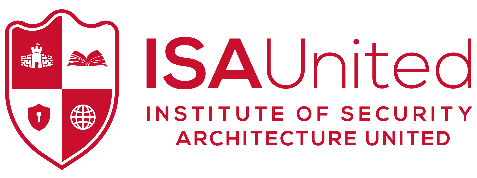 ISAUnited
INSTITUTE OF SECURITY
ARCHITECTURE UNITED